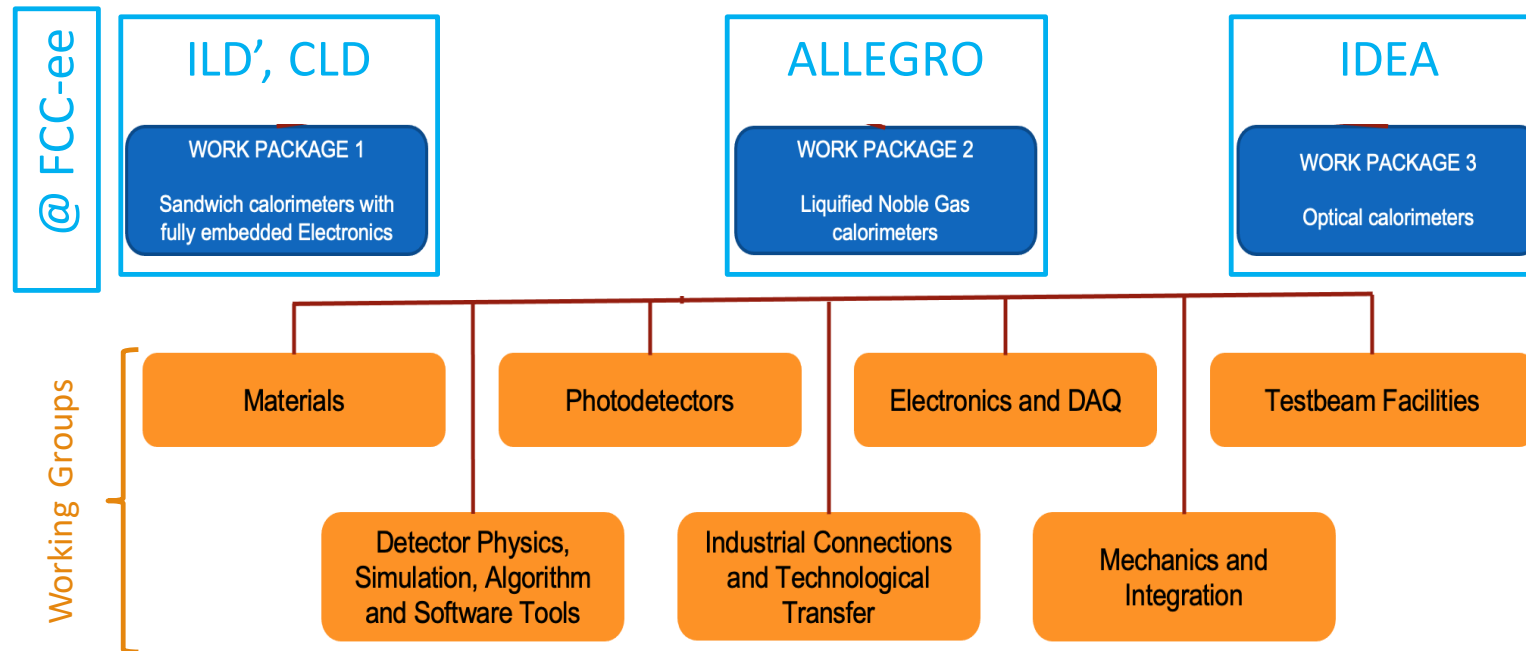 @ FCC-ee
ILD’, CLD
WORK PACKAGE 1
Sandwich calorimeters with
fully embedded Electronics
ALLEGRO
WORK PACKAGE 2
Liquified Noble Gas
calorimeters
IDEA
WORK PACKAGE 3
Optical calorimeters
Working Groups
Materials
Photodetectors
Electronics and DAQ
Testbeam Facilities
Detector Physics,
Simulation, Algorithm
and Software Tools
Industrial Connections
and Technological
Transfer
Mechanics and
Integration